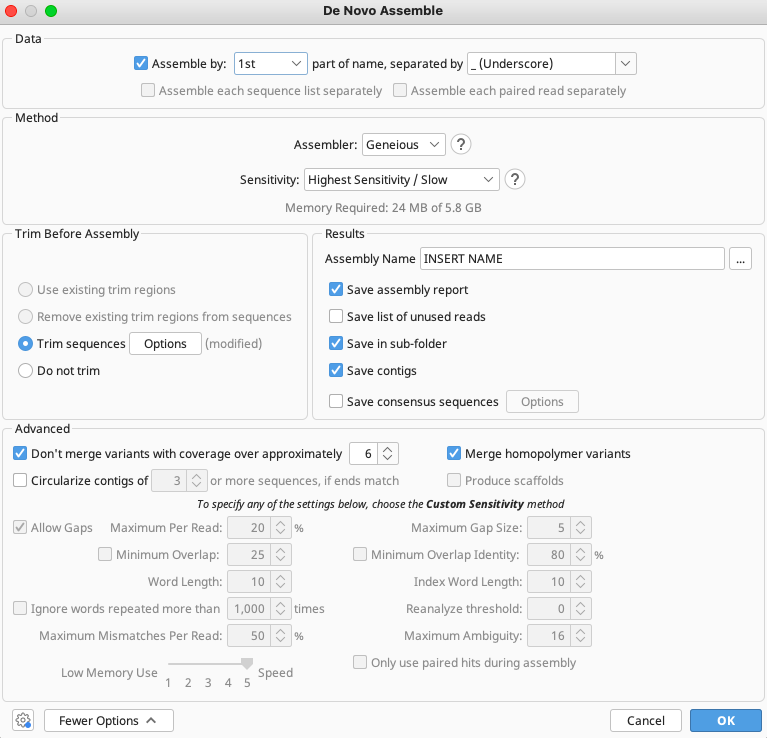 De Novo Assemble
Data
Assemble by: 1st part of name, separated by _ (Underscore)
Assemble each sequence list separately Assemble each paired read separately
Method
Assembler: Geneious ?
Sensitivity: Highest Sensitivity / Slow ?
Memory Required: 24 MB of 5.8 GB
Trim Before Assembly
Use existing trim regions
Remove existing trim regions from sequences
Trim sequences Options (modified)
Do not trim
Results
Assembly Name INSERT NAME ...
Save assembly report
Save list of unused reads
Save in sub-folder
Save contigs
Save consensus sequences Options
Advanced
Don't merge variants with coverage over approximately 6 Merge homopolymer variants
Circularize contigs of 3 or more sequences, if ends match Produce scaffolds
To specify any of the settings below, choose the Custom Sensitivity method
Allow Gaps Maximum Per Read: 20 % Maximum Gap Size: 5
Minimum Overlap: 25 Minimum Overlap Identity: 80 %
Word Length: 10 Index Word Length: 10
Ignore words repeated more than 1,000 times Reanalyze threshold: 0
Maximum Mismatches Per Read: 50 % Maximum Ambiguity: 16
Low Memory Use 1 2 3 4 5 Speed Only use paired hits during assembly
Fewer Options Cancel OK